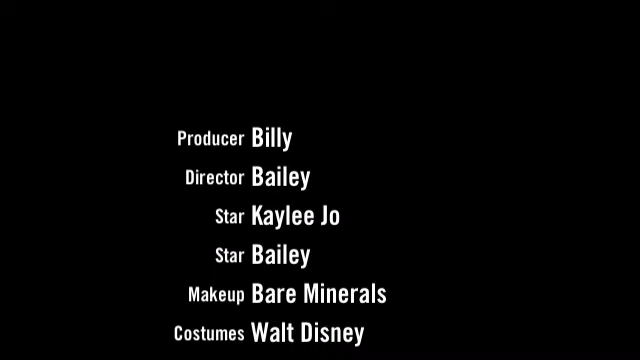 Producer Billy
Director Bailey
Star Kaylee Jo
Star Bailey
Makeup Bare Minerals
Costumes Walt Disney